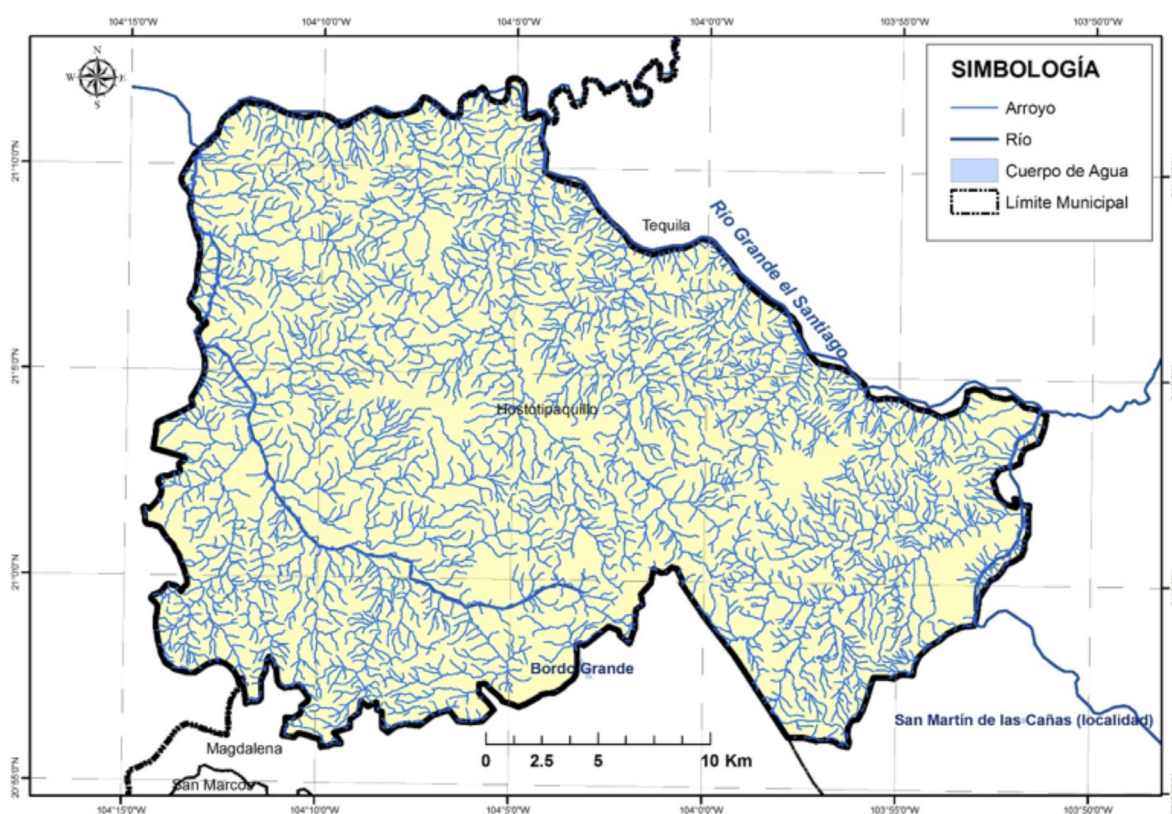 104°15'0"W 104°10'0"W 104°5'0"W 104°0'0"W 103°55'0"W 103°50'0"W
N
W E
S
SIMBOLOGÍA
Arroyo
Río
Cuerpo de Agua
Límite Municipal
21°10'0"N
Tequila
Río Grande el Santiago
21°5'0"N
Hostotipaquillo
21°0'0"N
Bordo Grande
San Martín de las Cañas (localidad)
Magdalena
0 2.5 5 10 Km
San Marcos
20°55'0"N
104°15'0"W 104°10'0"W 104°5'0"W 104°0'0"W 103°55'0"W 103°50'0"W